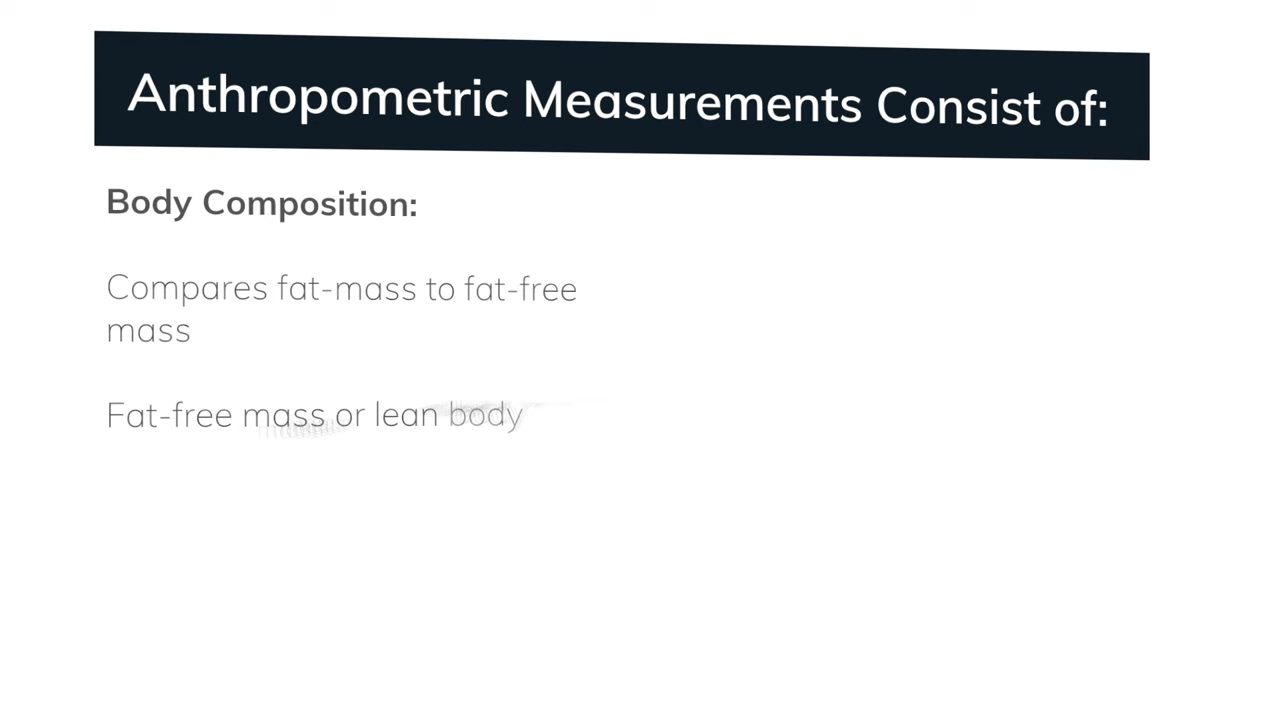 Anthropometric Measurements Consist of:
Body Composition:
Compares fat-mass to fat-free
mass
Fat-free mass or lean body